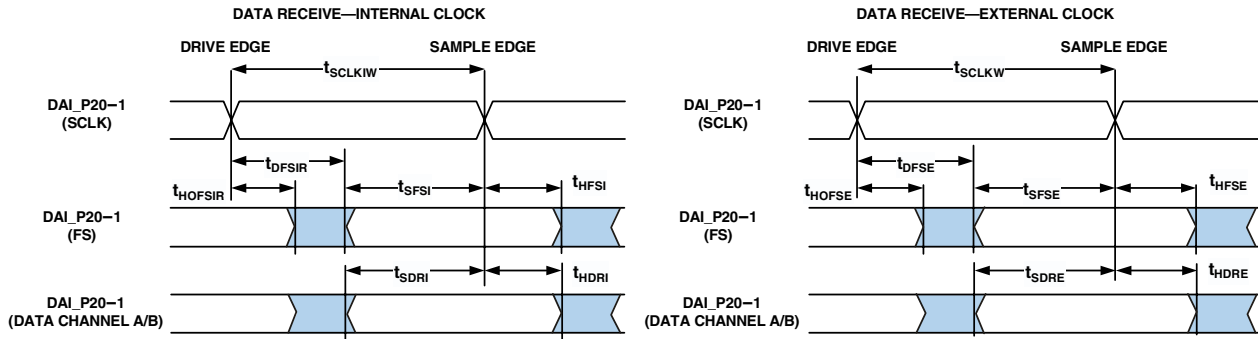 DATA RECEIVE—INTERNAL CLOCK
DRIVE EDGE
SAMPLE EDGE
tSCLKIW
DAI_P20–1
(SCLK)
tDFSIR
tHOFSIR
tSFSI
tHFSI
DAI_P20–1
(FS)
tSDRI
tHDRI
DAI_P20–1
(DATA CHANNEL A/B)
DATA RECEIVE—EXTERNAL CLOCK
DRIVE EDGE
SAMPLE EDGE
tSCLKW
DAI_P20–1
(SCLK)
tDFSE
tHOFSE
tSFSE
tHFSE
DAI_P20–1
(FS)
tSDRE
tHDRE
DAI_P20–1
(DATA CHANNEL A/B)